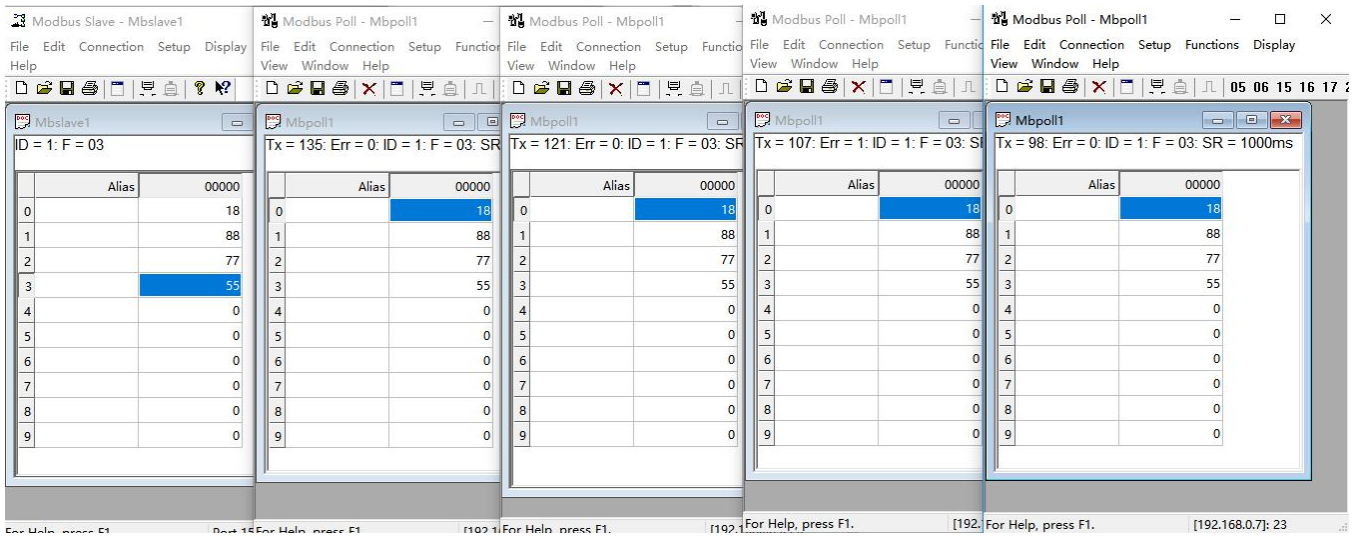 Modbus Slave - Mbslave1
File Edit Connection Setup Display
Help
Mbslave1
ID = 1: F = 03
Alias 00000
0 18
1 88
2 77
3 55
4 0
5 0
6 0
7 0
8 0
9 0
For Help, press F1.
Modbus Poll - Mbpoll1
File Edit Connection Setup
View Window Help
Mbpoll1
Tx = 135: Err = 0: ID = 1: F = 03: SR
Alias 00000
0 18
1 88
2 77
3 55
4 0
5 0
6 0
7 0
8 0
9 0
For Help, press F1.
Modbus Poll - Mbpoll1
File Edit Connection Setup
View Window Help
Mbpoll1
Tx = 121: Err = 0: ID = 1: F = 03: SR
Alias 00000
0 18
1 88
2 77
3 55
4 0
5 0
6 0
7 0
8 0
9 0
For Help, press F1.
Modbus Poll - Mbpoll1
File Edit Connection Setup
View Window Help
Mbpoll1
Tx = 107: Err = 1: ID = 1: F = 03:
Alias 00000
0 18
1 88
2 77
3 55
4 0
5 0
6 0
7 0
8 0
9 0
For Help, press F1. [192.
Modbus Poll - Mbpoll1
File Edit Connection Setup Functions Display
View Window Help
05 06 15 16 17
Mbpoll1
Tx = 98: Err = 0: ID = 1: F = 03: SR = 1000ms
Alias 00000
0 18
1 88
2 77
3 55
4 0
5 0
6 0
7 0
8 0
9 0
For Help, press F1. [192.168.0.7]: 23